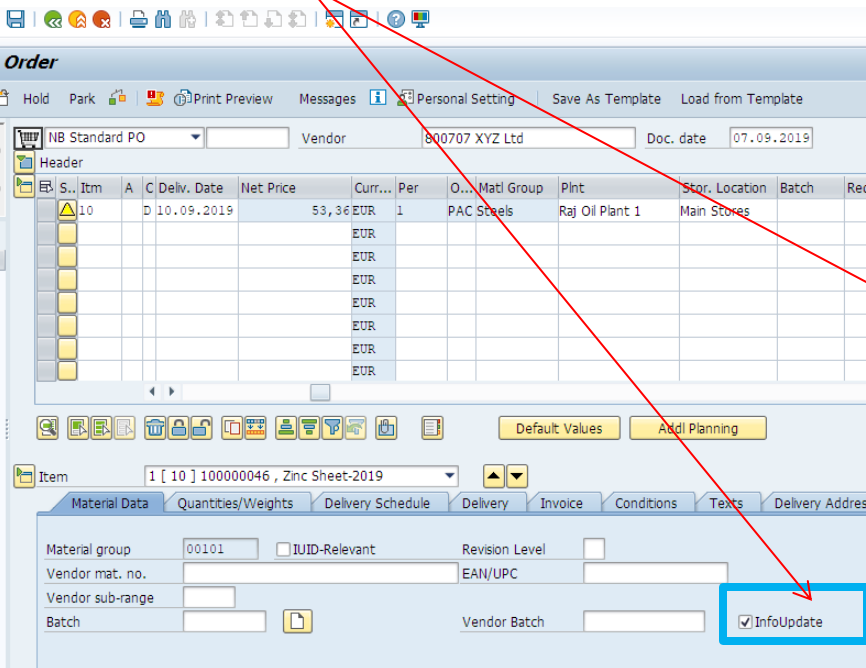 Order
Hold Park Print Preview Messages Personal Setting Save As Template Load from Template
NB Standard PO Vendor 800707 XYZ Ltd Doc. date 07.09.2019
Header
S.. Itm A C Deliv. Date Net Price Curr... Per O... Matl Group Plnt Stor. Location Batch Rec
10 D 10.09.2019 53,36 EUR 1 PAC Steels Raj Oil Plant 1 Main Stores
EUR
EUR
EUR
EUR
EUR
EUR
EUR
Default Values Addl Planning
Item 1 [ 10 ] 100000046 , Zinc Sheet-2019
Material Data Quantities/Weights Delivery Schedule Delivery Invoice Conditions Texts Delivery Addres
Material group 00101 IUID-Relevant Revision Level
Vendor mat. no. EAN/UPC
Vendor sub-range
Batch Vendor Batch InfoUpdate